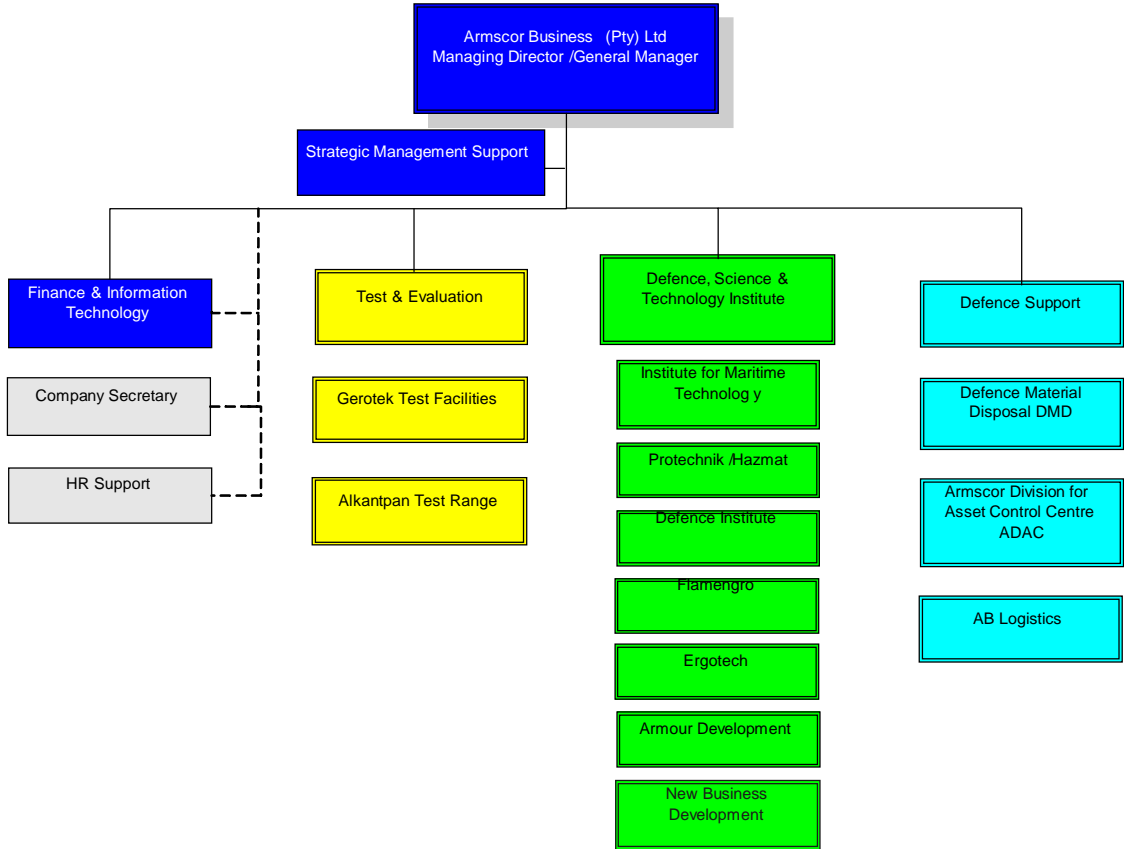 Armscor Business (Pty) Ltd
Managing Director /General Manager
Strategic Management Support
Finance & Information
Technology
Company Secretary
HR Support
Test & Evaluation
Gerotek Test Facilities
Alkantpan Test Range
Defence, Science &
Technology Institute
Institute for Maritime
Technolog y
Protechnik /Hazmat
Defence Institute
Flamengro
Ergotech
Armour Development
New Business
Development
Defence Support
Defence Material
Disposal DMD
Armscor Division for
Asset Control Centre
ADAC
AB Logistics